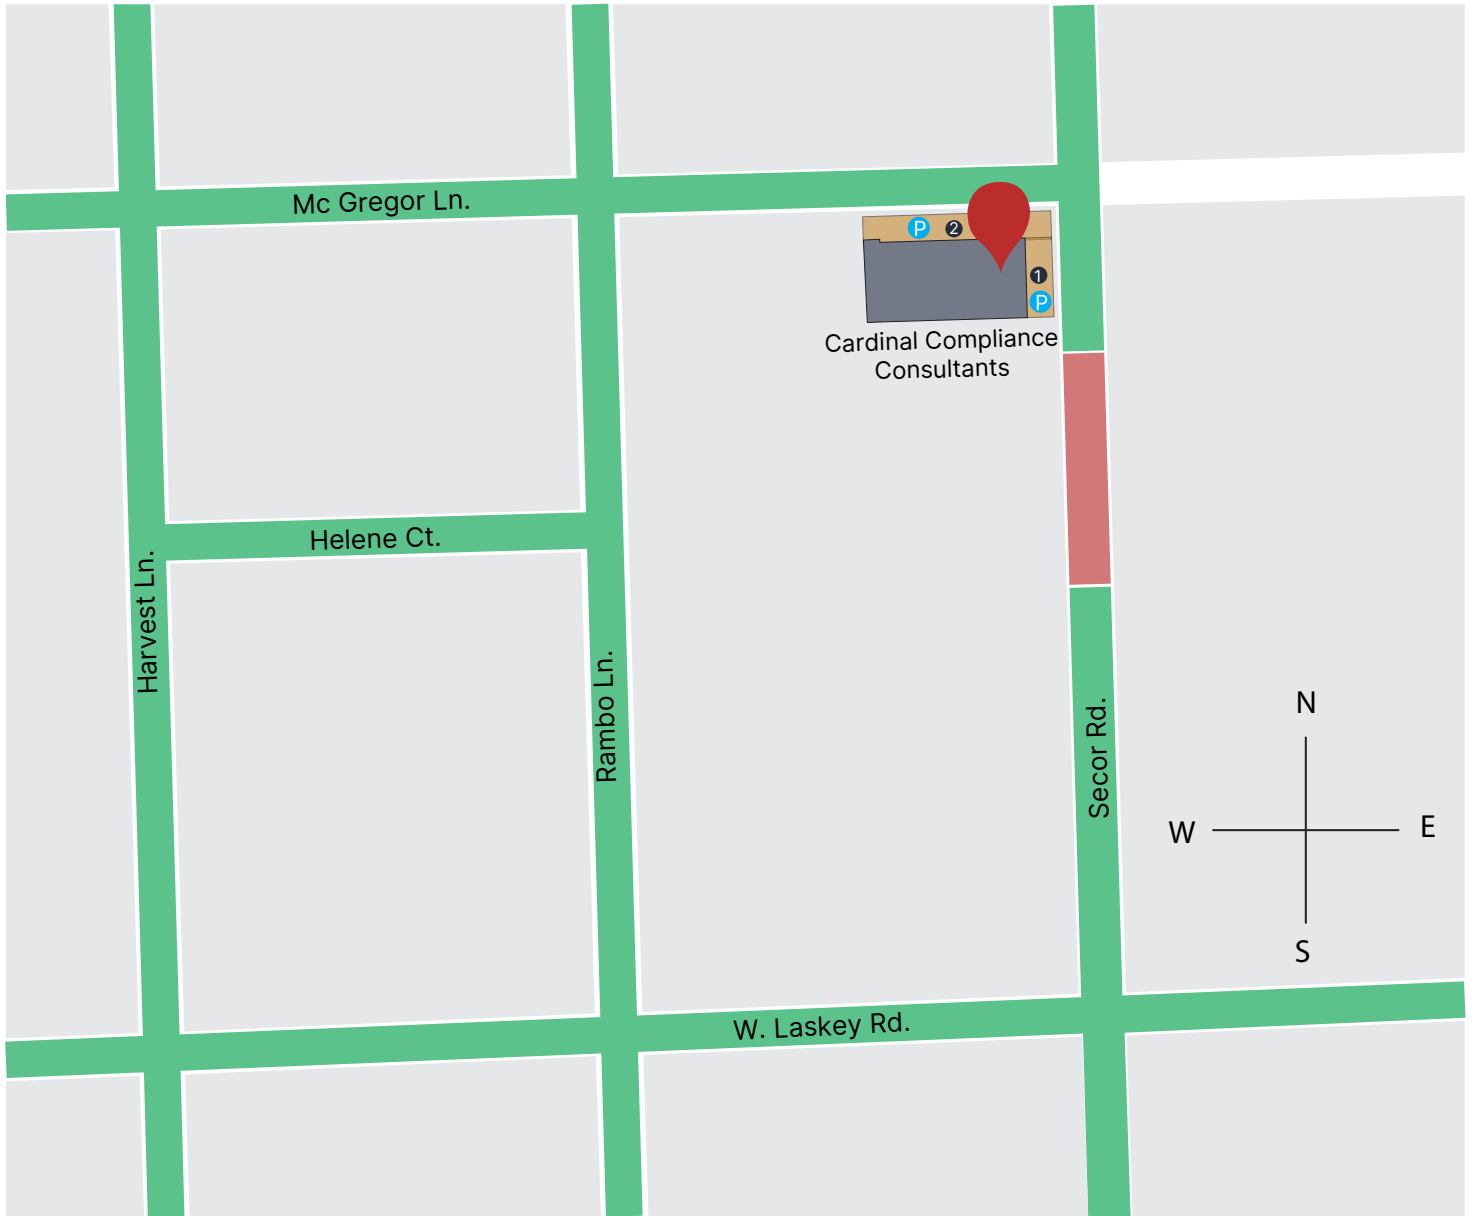 Mc Gregor Ln.
P 2
1
P
Cardinal Compliance
Consultants
Helene Ct.
Harvest Ln.
Rambo Ln.
Secor Rd.
N
W E
S
W. Laskey Rd.